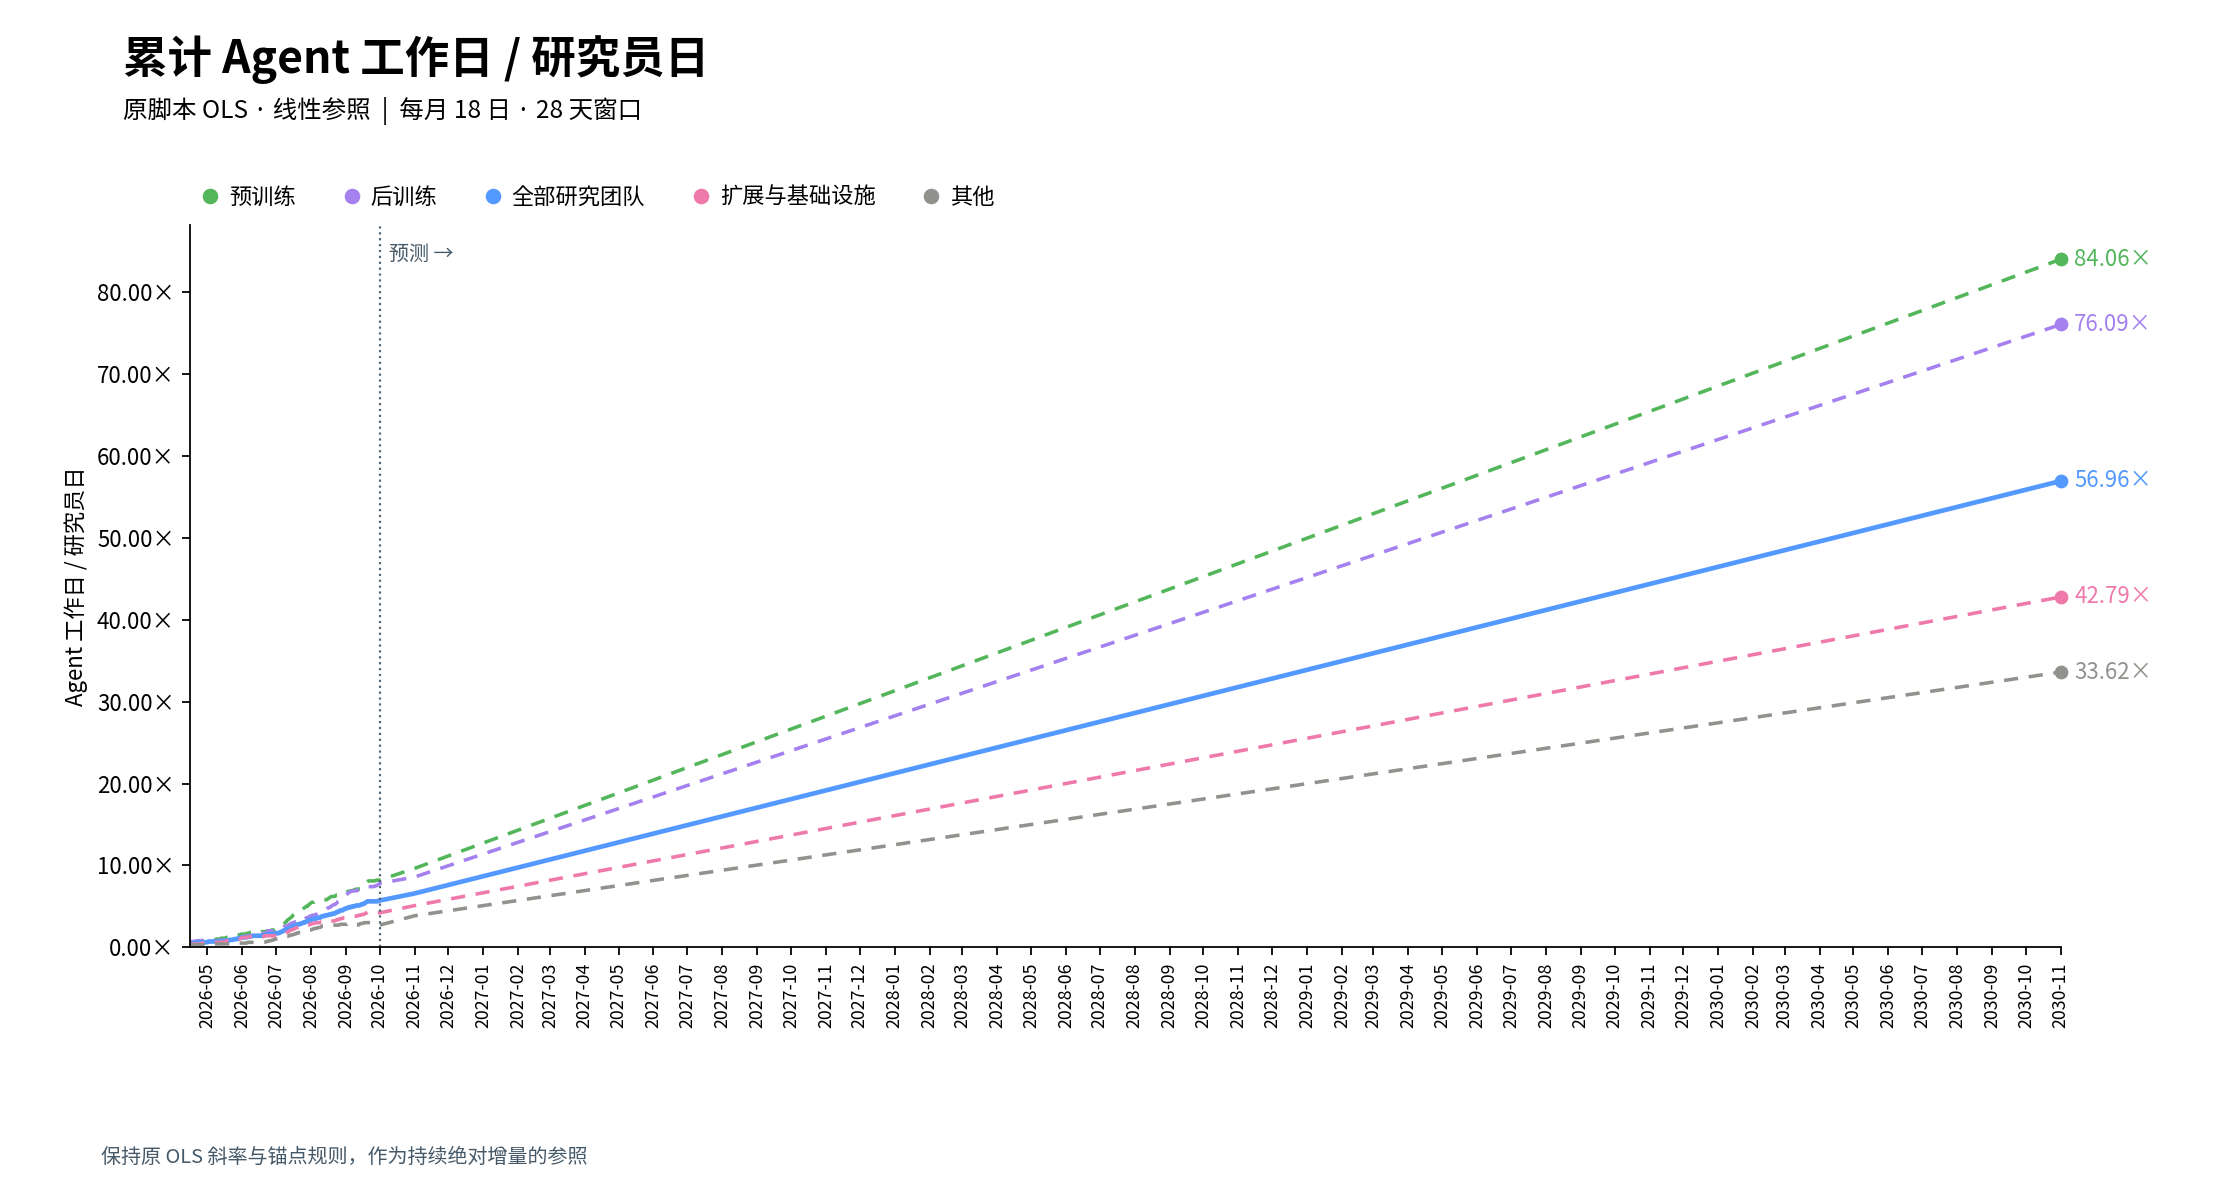 累计 Agent 工作日 / 研究员日
原脚本 OLS · 线性参照 | 每月 18 日 · 28 天窗口
预训练 后训练 全部研究团队 扩展与基础设施 其他
预测 →
84.06×
76.09×
56.96×
42.79×
33.62×
Agent 工作日 / 研究员日
80.00×
70.00×
60.00×
50.00×
40.00×
30.00×
20.00×
10.00×
0.00×
2026-05 2026-06 2026-07 2026-08 2026-09 2026-10 2026-11 2026-12 2027-01 2027-02 2027-03 2027-04 2027-05 2027-06 2027-07 2027-08 2027-09 2027-10 2027-11 2027-12 2028-01 2028-02 2028-03 2028-04 2028-05 2028-06 2028-07 2028-08 2028-09 2028-10 2028-11 2028-12 2029-01 2029-02 2029-03 2029-04 2029-05 2029-06 2029-07 2029-08 2029-09 2029-10 2029-11 2029-12 2030-01 2030-02 2030-03 2030-04 2030-05 2030-06 2030-07 2030-08 2030-09 2030-10 2030-11
保持原 OLS 斜率与锚点规则，作为持续绝对增量的参照